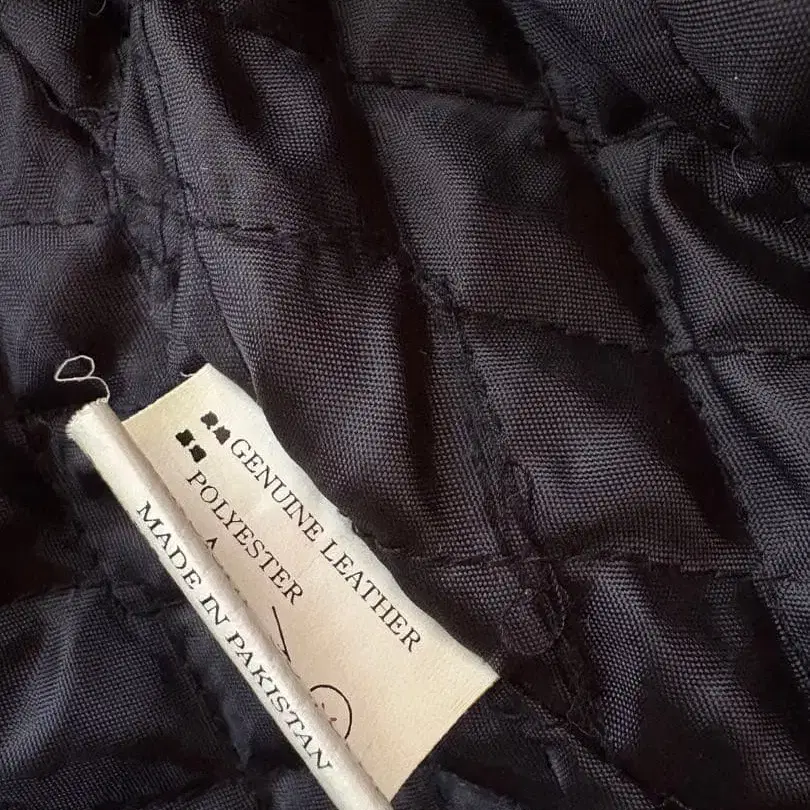 GENUINE LEATHER
POLYESTER
MADE IN PAKISTAN